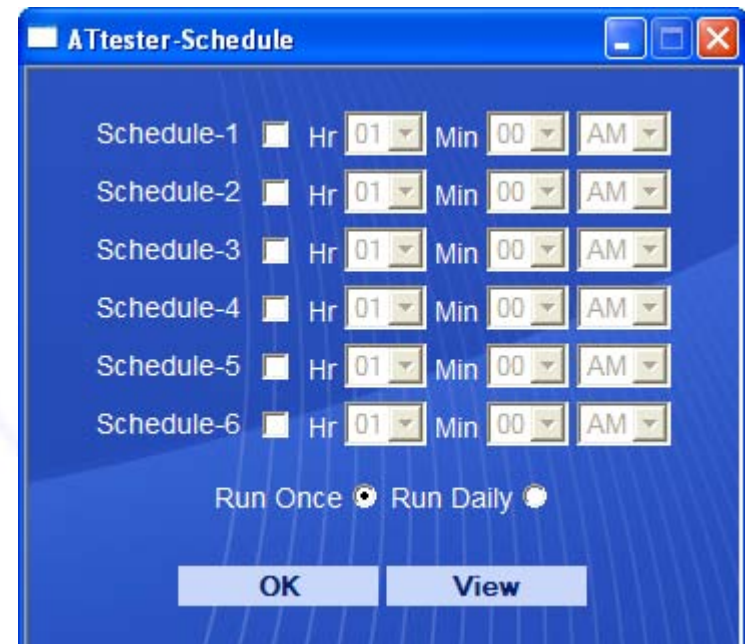 ATtester-Schedule
Schedule-1 Hr 01 Min 00 AM
Schedule-2 Hr 01 Min 00 AM
Schedule-3 Hr 01 Min 00 AM
Schedule-4 Hr 01 Min 00 AM
Schedule-5 Hr 01 Min 00 AM
Schedule-6 Hr 01 Min 00 AM
Run Once Run Daily
OK View